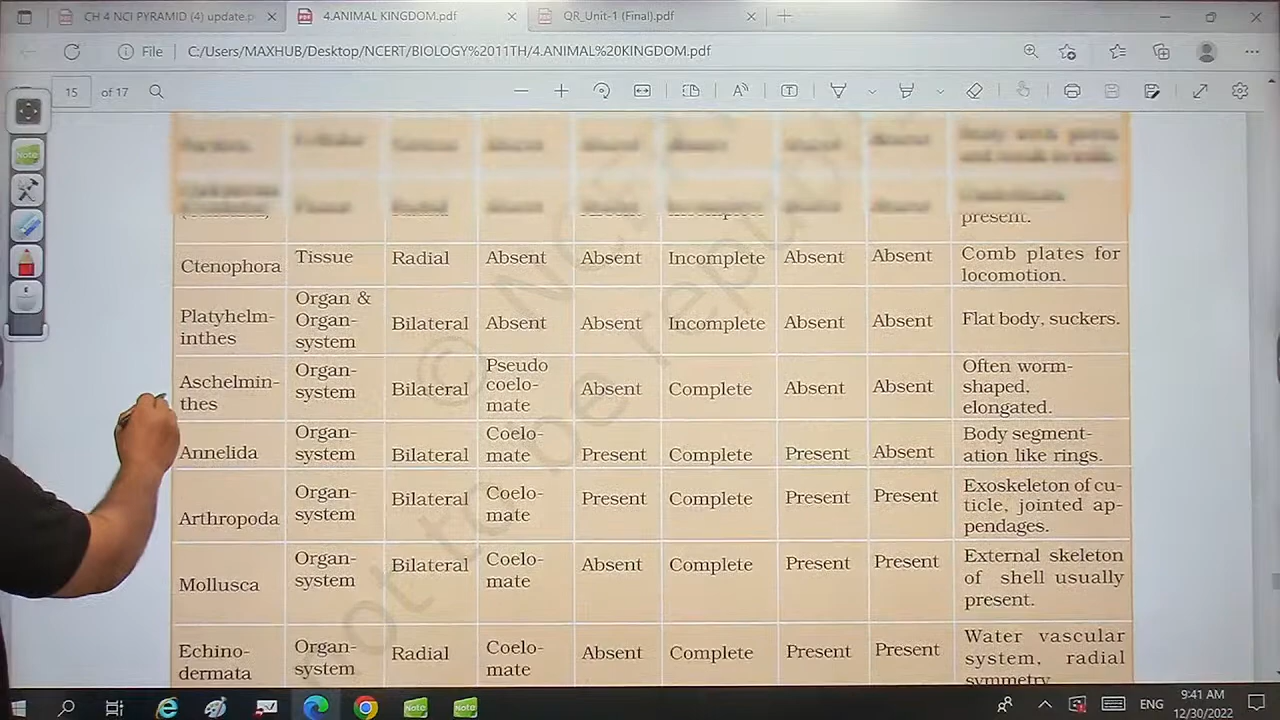 CH 4 NCI PYRAMID (4) update.p
4.ANIMAL KINGDOM.pdf
QR_Unit-1 (Final).pdf
File C:/Users/MAXHUB/Desktop/NCERT/BIOLOGY%2011TH/4.ANIMAL%20KINGDOM.pdf
15 of 17
present.
Ctenophora Tissue Radial Absent Absent Incomplete Absent Absent Comb plates for
locomotion.
Platyhelm-
inthes
Organ &
Organ-
system
Bilateral Absent Absent Incomplete Absent Absent Flat body, suckers.
Aschelmin-
thes
Organ-
system
Bilateral
Pseudo
coelo-
mate
Absent Complete Absent Absent
Often worm-
shaped,
elongated.
Annelida
Organ-
system
Bilateral
Coelo-
mate
Present Complete Present Absent
Body segment-
ation like rings.
Arthropoda
Organ-
system
Bilateral
Coelo-
mate
Present Complete Present Present
Exoskeleton of cu-
ticle, jointed ap-
pendages.
Mollusca
Organ-
system
Bilateral
Coelo-
mate
Absent Complete Present Present
External skeleton
of shell usually
present.
Echino-
dermata
Organ-
system
Radial
Coelo-
mate
Absent Complete Present Present
Water vascular
system, radial
symmetry
Note
Note Note
ENG
9:41 AM
12/30/2022